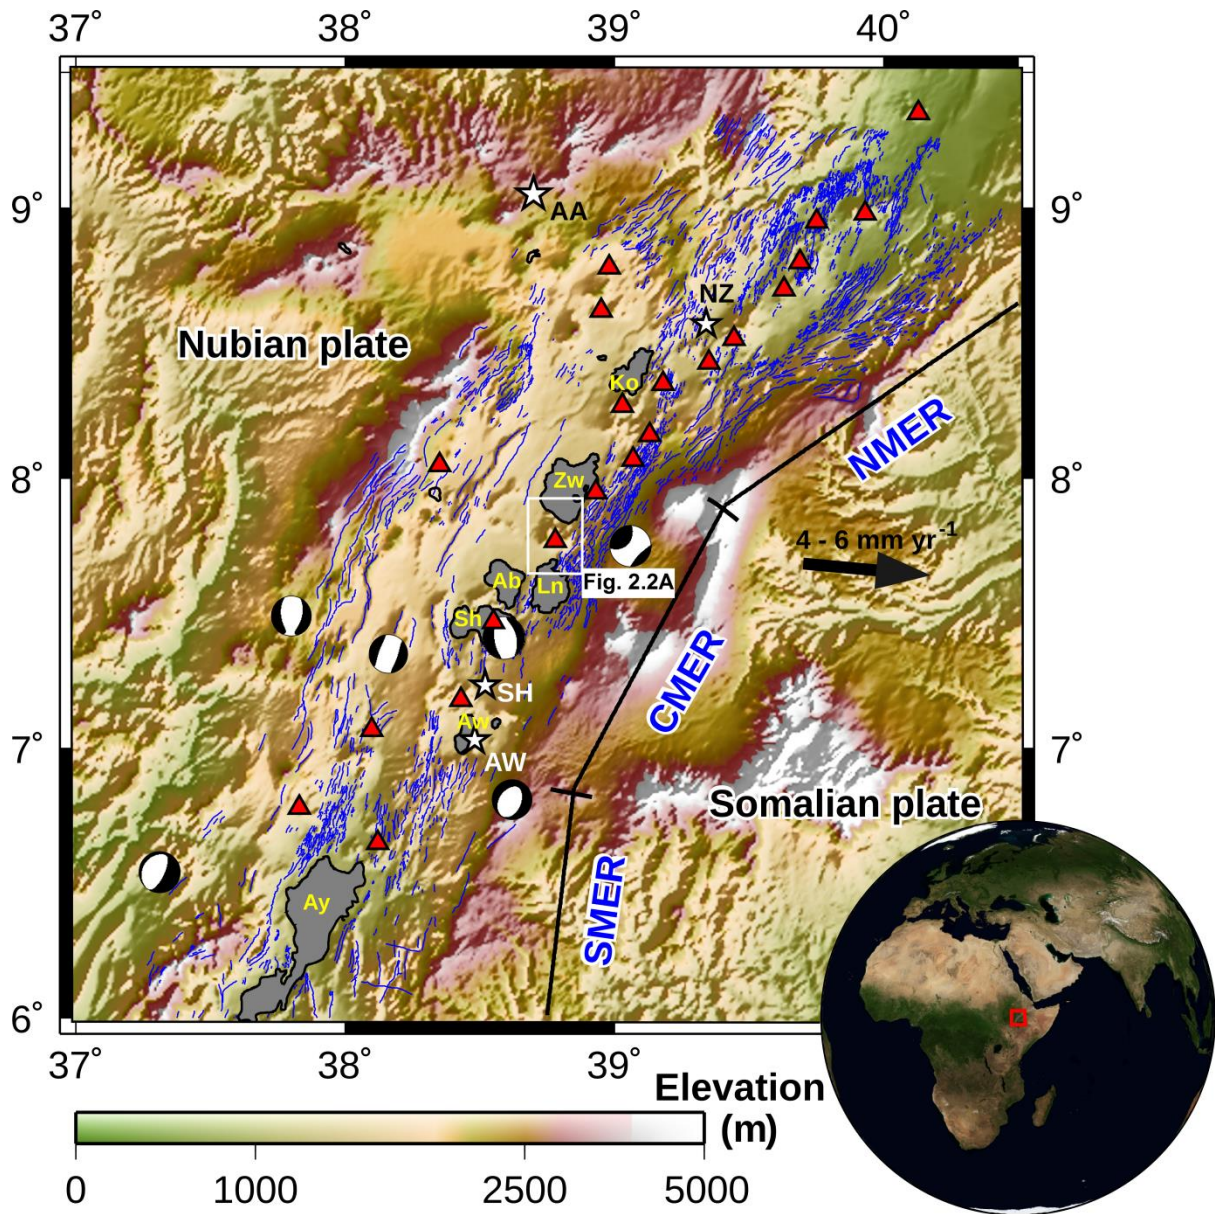 37° 38° 39° 40°
9° 9°
AA
NZ
Nubian plate
Ko
NMER
8° 8°
Zw
4 - 6 mm yr-1
Ab Ln
Fig. 2.2A
Sh
CMER
SH
Aw
7° 7°
AW
Somalian plate
Ay
SMER
6°
37° 38° 39°
Elevation
(m)
0 1000 2500 5000